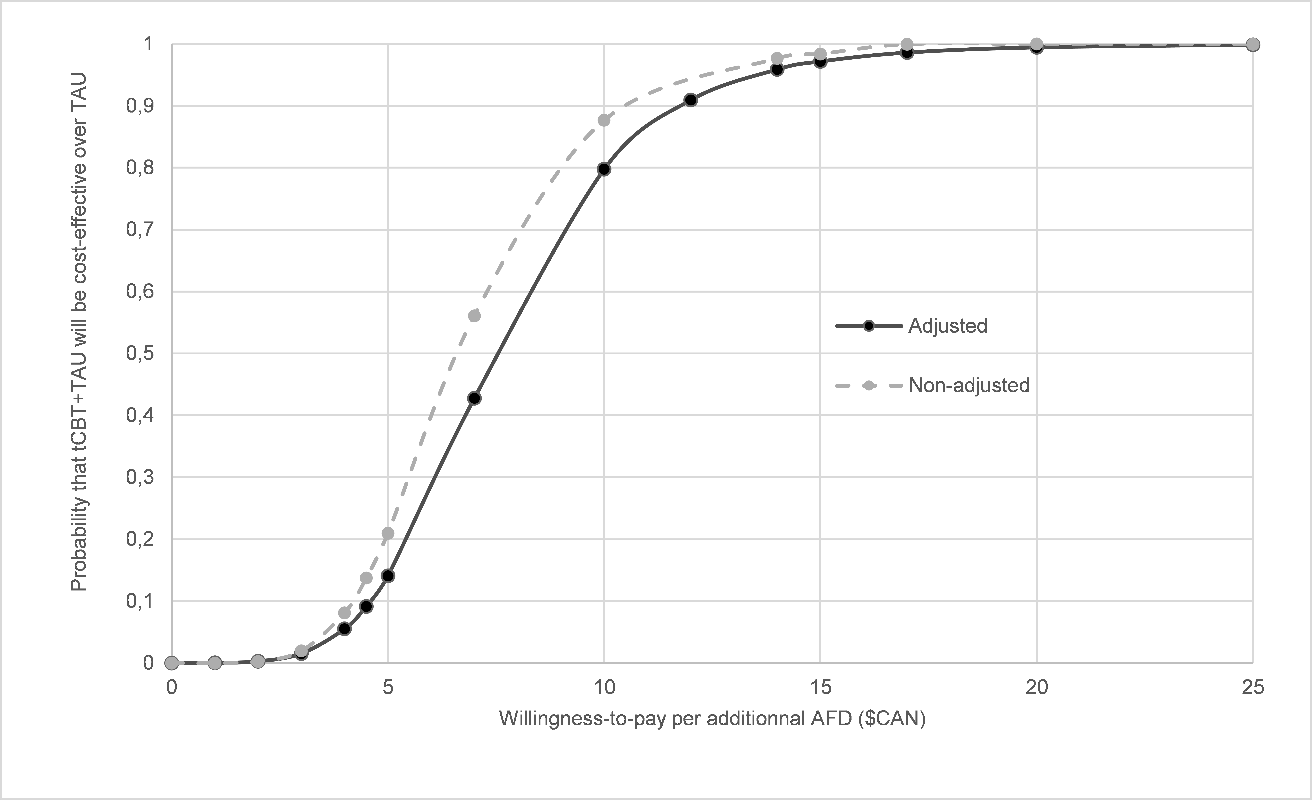 Probability that tCBT+TAU will be cost-effective over TAU
1
0,9
0,8
0,7
0,6
0,5
0,4
0,3
0,2
0,1
0
Adjusted
Non-adjusted
0 5 10 15 20 25
Willingness-to-pay per additionnal AFD ($CAN)